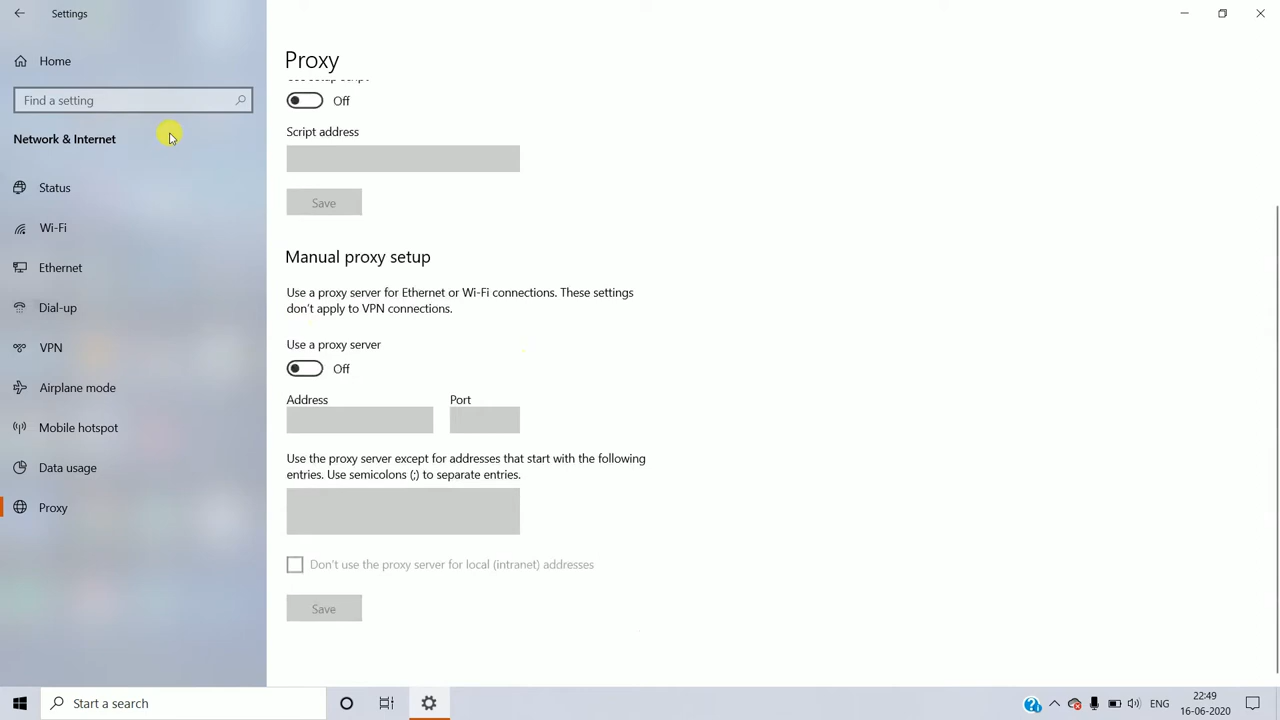 Settings
Home
Find a setting
Network & Internet
Status
Wi-Fi
Ethernet
Dial-up
VPN
Airplane mode
Mobile hotspot
Data usage
Proxy
Proxy
Use setup script
Off
Script address
Save
Manual proxy setup
Use a proxy server for Ethernet or Wi-Fi connections. These settings
don't apply to VPN connections.
Use a proxy server
Off
Address Port
Use the proxy server except for addresses that start with the following
entries. Use semicolons (;) to separate entries.
Don't use the proxy server for local (intranet) addresses
Save
Start a search
ENG
22:49
16-06-2020